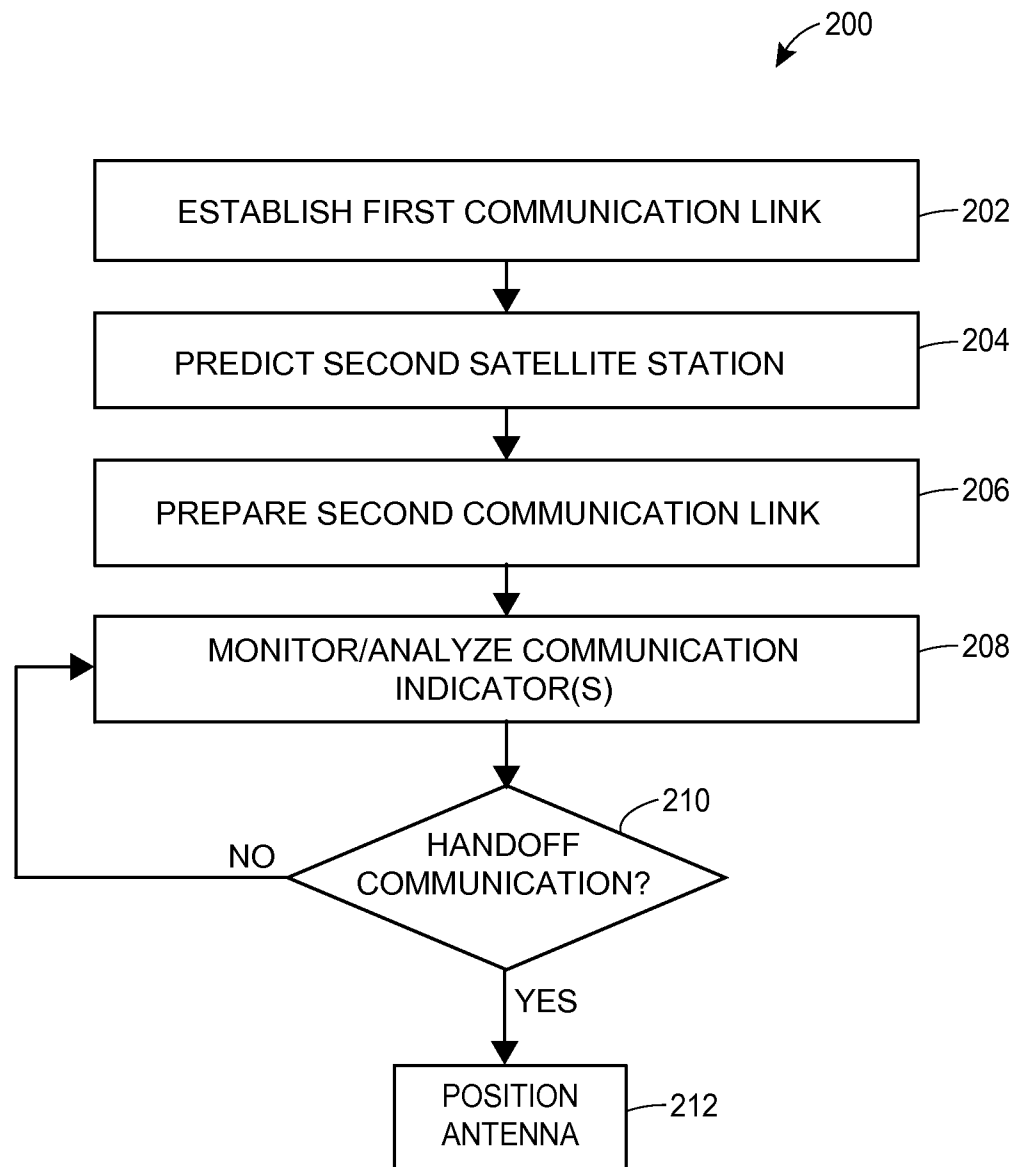 200
ESTABLISH FIRST COMMUNICATION LINK
202
PREDICT SECOND SATELLITE STATION
204
PREPARE SECOND COMMUNICATION LINK
206
MONITOR/ANALYZE COMMUNICATION
INDICATOR(S)
208
HANDOFF
COMMUNICATION?
210
NO
YES
POSITION
ANTENNA
212